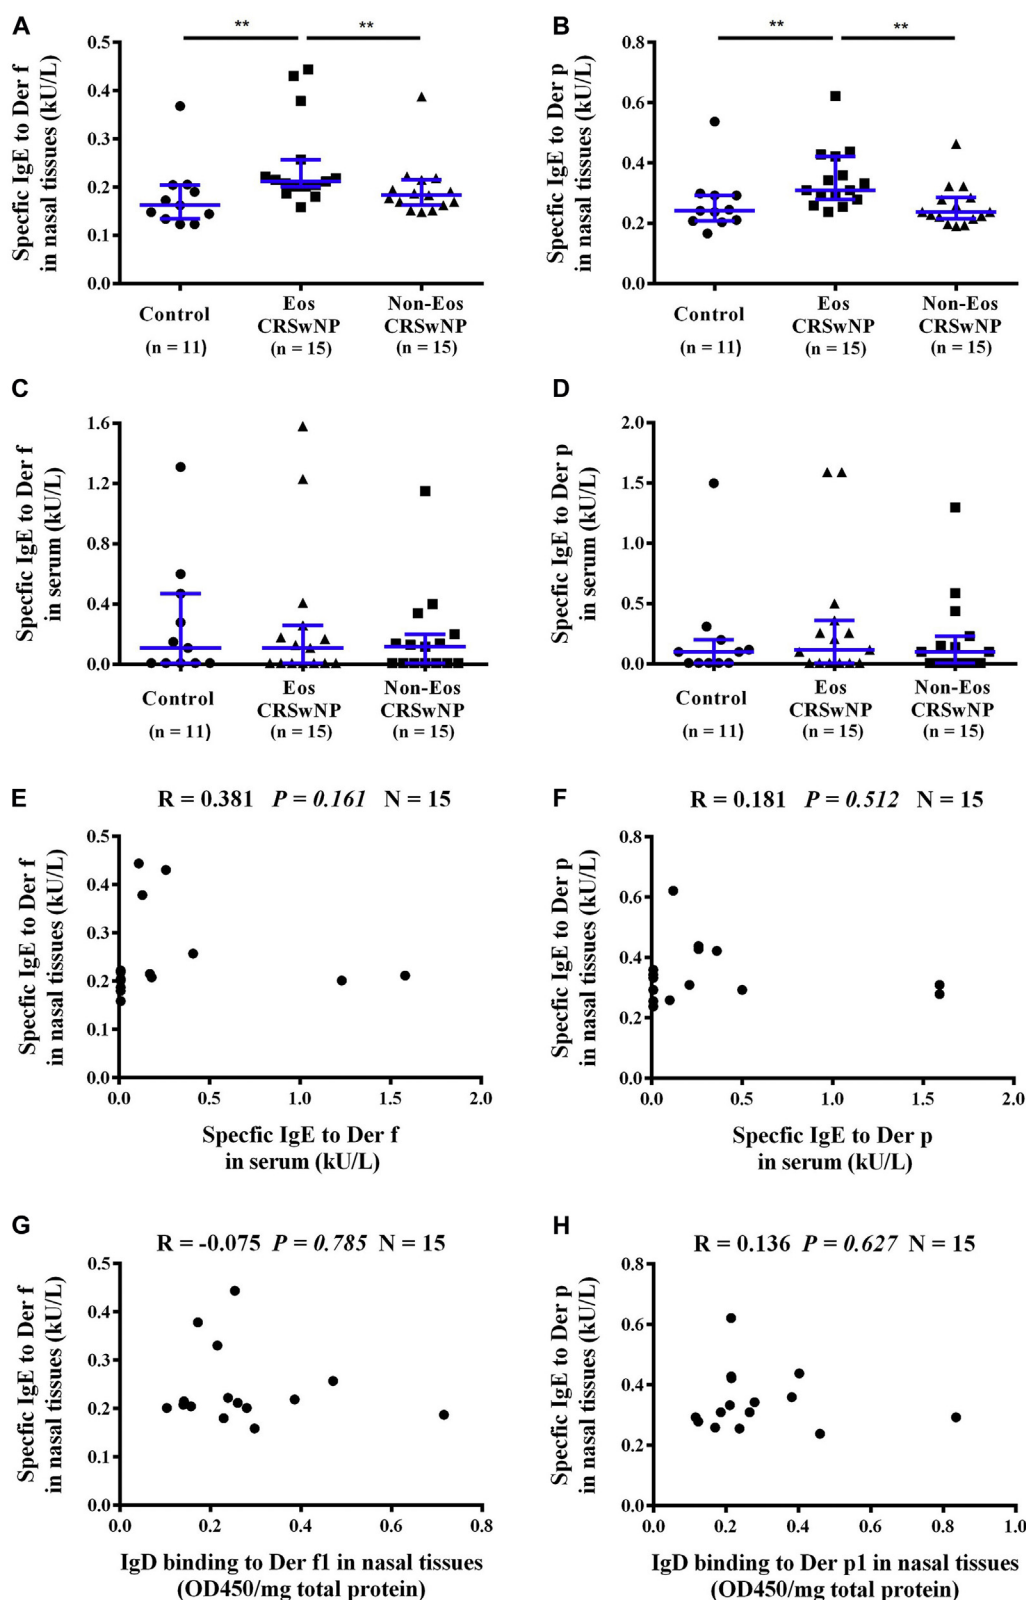 A
** **
Specfic IgE to Der f
in nasal tissues (kU/L)
0.5
0.4
0.3
0.2
0.1
0.0
Control
(n = 11)
Eos
CRSwNP
(n = 15)
Non-Eos
CRSwNP
(n = 15)
B
** **
Specfic IgE to Der p
in nasal tissues (kU/L)
0.8
0.6
0.4
0.2
0.0
Control
(n = 11)
Eos
CRSwNP
(n = 15)
Non-Eos
CRSwNP
(n = 15)
C
Specfic IgE to Der f
in serum (kU/L)
1.6
1.2
0.8
0.4
0.0
Control
(n = 11)
Eos
CRSwNP
(n = 15)
Non-Eos
CRSwNP
(n = 15)
D
Specfic IgE to Der p
in serum (kU/L)
2.0
1.5
1.0
0.5
0.0
Control
(n = 11)
Eos
CRSwNP
(n = 15)
Non-Eos
CRSwNP
(n = 15)
E
R = 0.381 P = 0.161 N = 15
Specfic IgE to Der f
in nasal tissues (kU/L)
0.5
0.4
0.3
0.2
0.1
0.0
0.0 0.5 1.0 1.5 2.0
Specfic IgE to Der f
in serum (kU/L)
F
R = 0.181 P = 0.512 N = 15
Specfic IgE to Der p
in nasal tissues (kU/L)
0.8
0.6
0.4
0.2
0.0
0.0 0.5 1.0 1.5 2.0
Specfic IgE to Der p
in serum (kU/L)
G
R = -0.075 P = 0.785 N = 15
Specfic IgE to Der f
in nasal tissues (kU/L)
0.5
0.4
0.3
0.2
0.1
0.0
0.0 0.2 0.4 0.6 0.8
IgD binding to Der f1 in nasal tissues
(OD450/mg total protein)
H
R = 0.136 P = 0.627 N = 15
Specfic IgE to Der p
in nasal tissues (kU/L)
0.8
0.6
0.4
0.2
0.0
0.0 0.2 0.4 0.6 0.8 1.0
IgD binding to Der p1 in nasal tissues
(OD450/mg total protein)